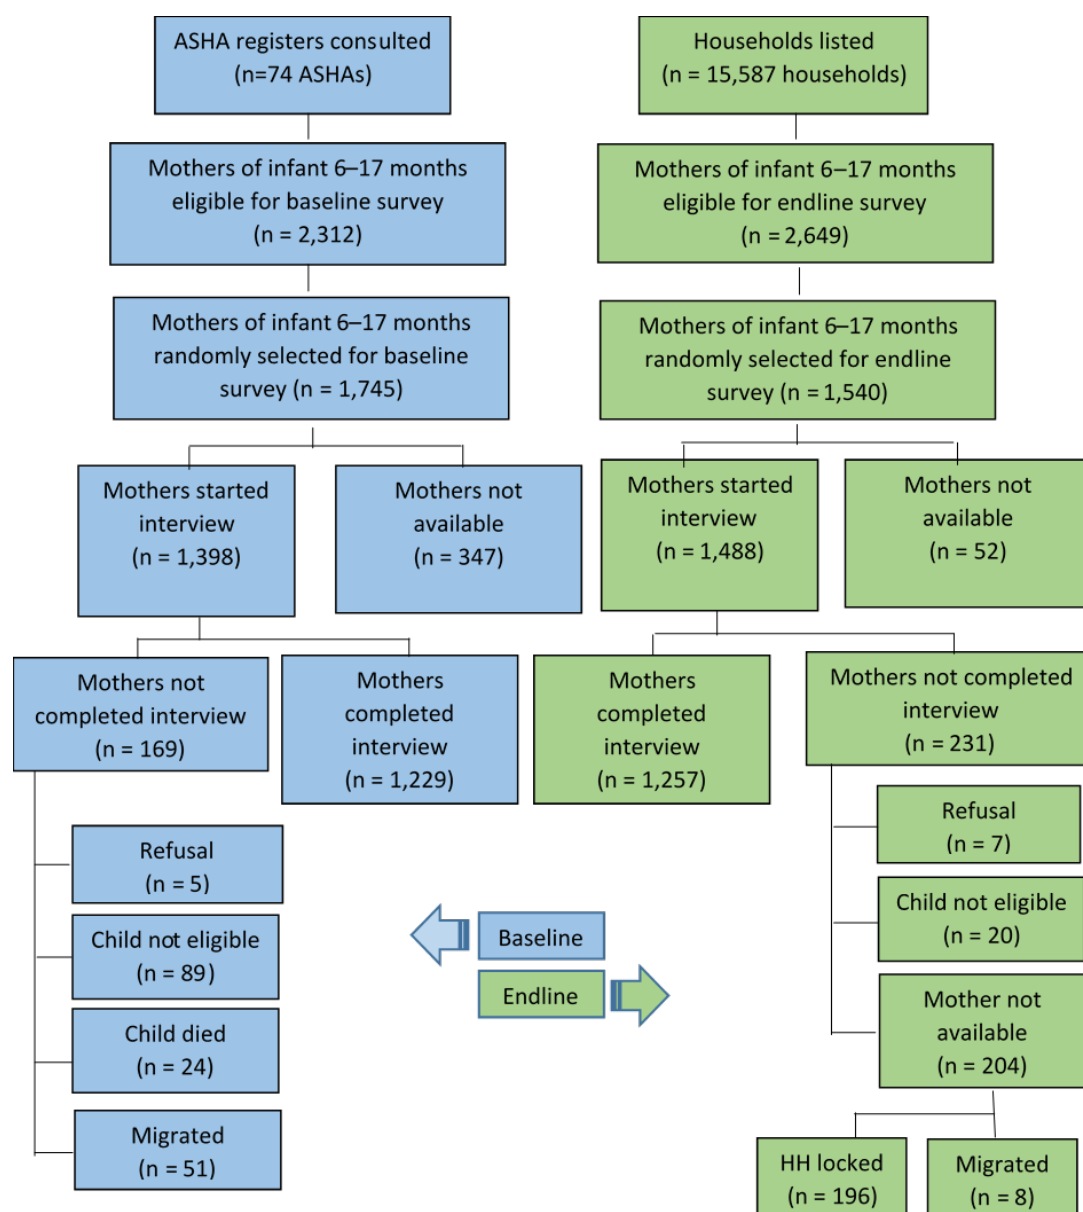 ASHA registers consulted
(n=74 ASHAs)
Households listed
(n = 15,587 households)
Mothers of infant 6–17 months
eligible for baseline survey
(n = 2,312)
Mothers of infant 6–17 months
eligible for endline survey
(n = 2,649)
Mothers of infant 6–17 months
randomly selected for baseline
survey (n = 1,745)
Mothers of infant 6–17 months
randomly selected for endline
survey (n = 1,540)
Mothers started
interview
(n = 1,398)
Mothers not
available
(n = 347)
Mothers started
interview
(n = 1,488)
Mothers not
available
(n = 52)
Mothers not
completed interview
(n = 169)
Mothers
completed
interview
(n = 1,229)
Mothers
completed
interview
(n = 1,257)
Mothers not completed
interview
(n = 231)
Refusal
(n = 5)
Child not eligible
(n = 89)
Child died
(n = 24)
Migrated
(n = 51)
Baseline
Endline
Refusal
(n = 7)
Child not eligible
(n = 20)
Mother not
available
(n = 204)
HH locked
(n = 196)
Migrated
(n = 8)